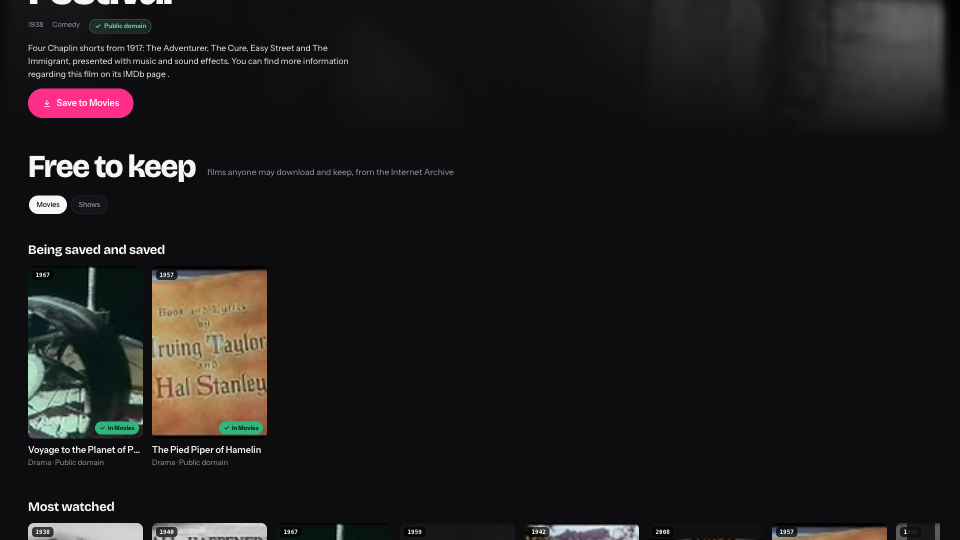 Festival
1938 Comedy Public domain
Four Chaplin shorts from 1917: The Adventurer, The Cure, Easy Street and The
Immigrant, presented with music and sound effects. You can find more information
regarding this film on its IMDb page .
Save to Movies
Free to keep films anyone may download and keep, from the Internet Archive
Movies Shows
Being saved and saved
1967 1957
Book and Lyrics
by
Irving Taylor
and
Hal Stanley
In Movies In Movies
Voyage to the Planet of P... The Pied Piper of Hamelin
Drama · Public domain Drama · Public domain
Most watched
1938 1940 1967 1959 1942 2008 1957